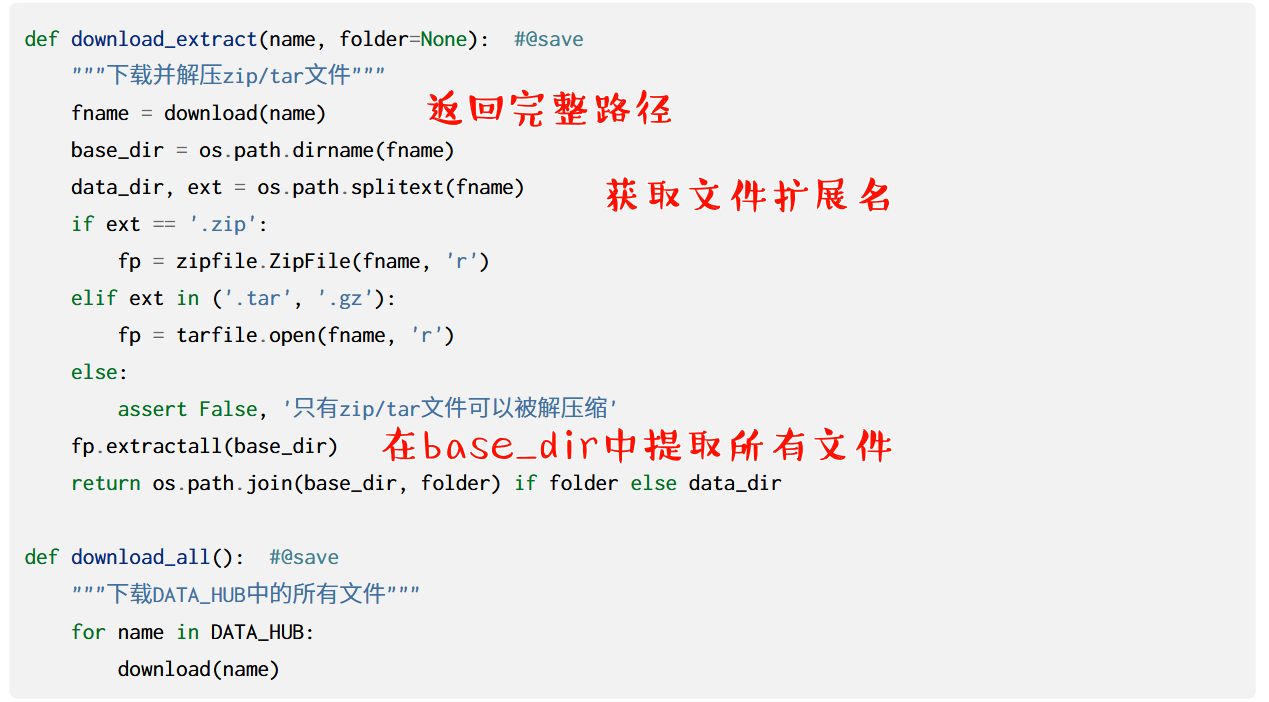 def download_extract(name, folder=None):  #@save
    """下载并解压zip/tar文件"""
    fname = download(name) 返回完整路径
    base_dir = os.path.dirname(fname)
    data_dir, ext = os.path.splitext(fname) 获取文件扩展名
    if ext == '.zip':
        fp = zipfile.ZipFile(fname, 'r')
    elif ext in ('.tar', '.gz'):
        fp = tarfile.open(fname, 'r')
    else:
        assert False, '只有zip/tar文件可以被解压缩'
    fp.extractall(base_dir) 在base_dir中提取所有文件
    return os.path.join(base_dir, folder) if folder else data_dir
def download_all():  #@save
    """下载DATA_HUB中的所有文件"""
    for name in DATA_HUB:
        download(name)